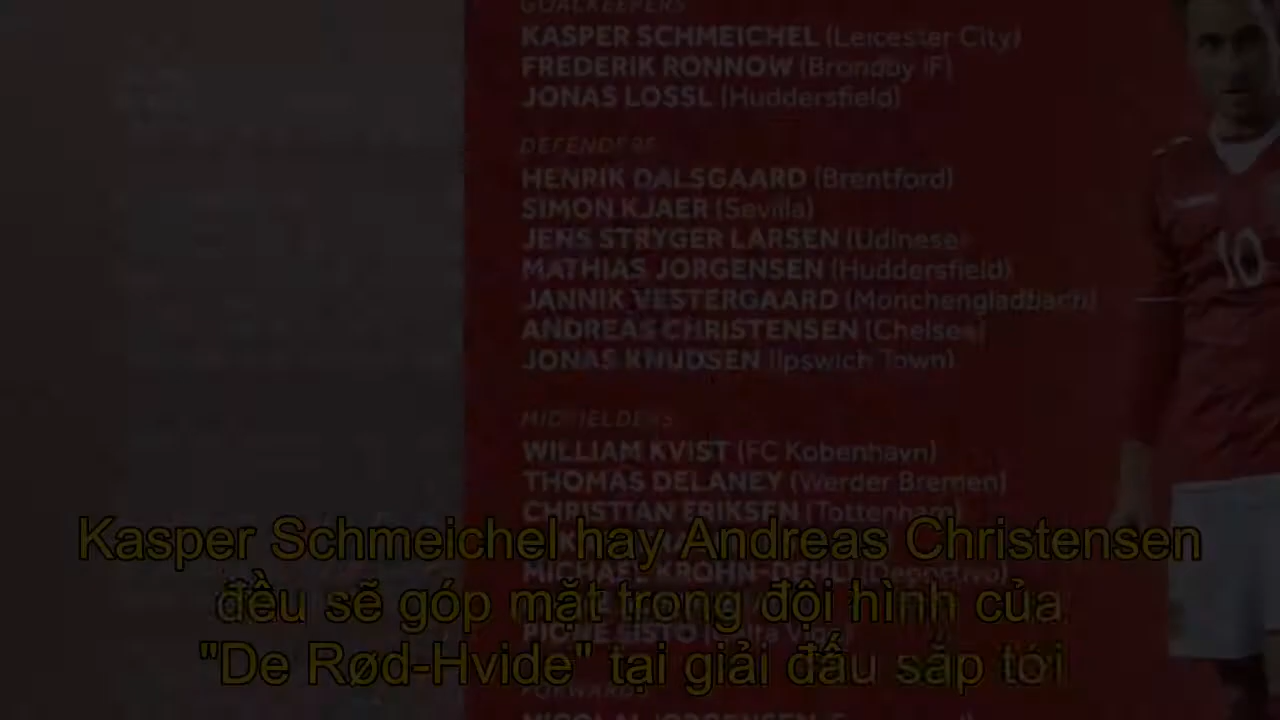 GOALKEEPERS
KASPER SCHMEICHEL (Leicester City)
FREDERIK RONNOW (Brondby IF)
JONAS LOSSL (Huddersfield)
DEFENDERS
HENRIK DALSGAARD (Brentford)
SIMON KJAER (Sevilla)
JENS STRYGER LARSEN (Udinese)
MATHIAS JORGENSEN (Huddersfield)
JANNIK VESTERGAARD (Monchengladbach)
ANDREAS CHRISTENSEN (Chelsea)
JONAS KNUDSEN (Ipswich Town)
MIDFIELDERS
WILLIAM KVIST (FC Kobenhavn)
THOMAS DELANEY (Werder Bremen)
CHRISTIAN ERIKSEN (Tottenham)
MICHAEL KROHN-DEHLI (Deportivo)
PIONE SISTO (Celta Vigo)
FORWARDS
NICOLAI JORGENSEN
10
Kasper Schmeichel hay Andreas Christensen
đều sẽ góp mặt trong đội hình của
"De Rød-Hvide" tại giải đấu sắp tới